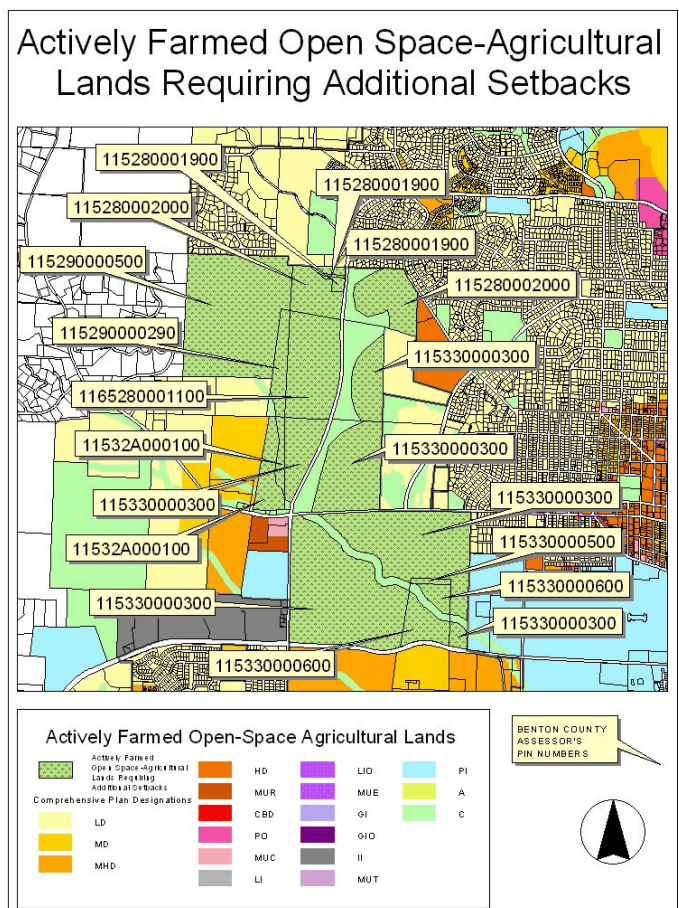 Actively Farmed Open Space-Agricultural
Lands Requiring Additional Setbacks
115280001900
115280001900
115280002000
115280001900
115290000500
115280002000
115290000290
115330000300
1165280001100
11532A000100
115330000300
115330000300
115330000300
11532A000100
115330000500
115330000600
115330000300
115330000300
115330000600
Actively Farmed Open-Space Agricultural Lands
Actively Farmed
Open Space-Agricultural
Lands Requiring
Additional Setbacks
Comprehensive Plan Designations
LD
MD
MHD
HD
MUR
CBD
PO
MUC
LI
LIO
MUE
GI
GIO
II
MUT
PI
A
C
BENTON COUNTY
ASSESSOR'S
PIN NUMBERS